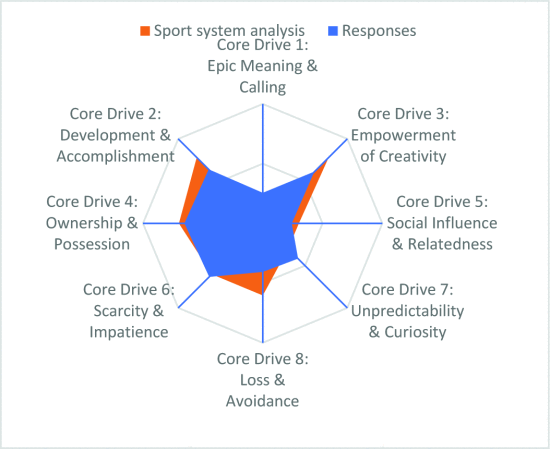 Sport system analysis
Responses
Core Drive 1:
Epic Meaning &
Calling
Core Drive 2:
Development &
Accomplishment
Core Drive 3:
Empowerment
of Creativity
Core Drive 4:
Ownership &
Possession
Core Drive 5:
Social Influence
& Relatedness
Core Drive 6:
Scarcity &
Impatience
Core Drive 7:
Unpredictability
& Curiosity
Core Drive 8:
Loss &
Avoidance